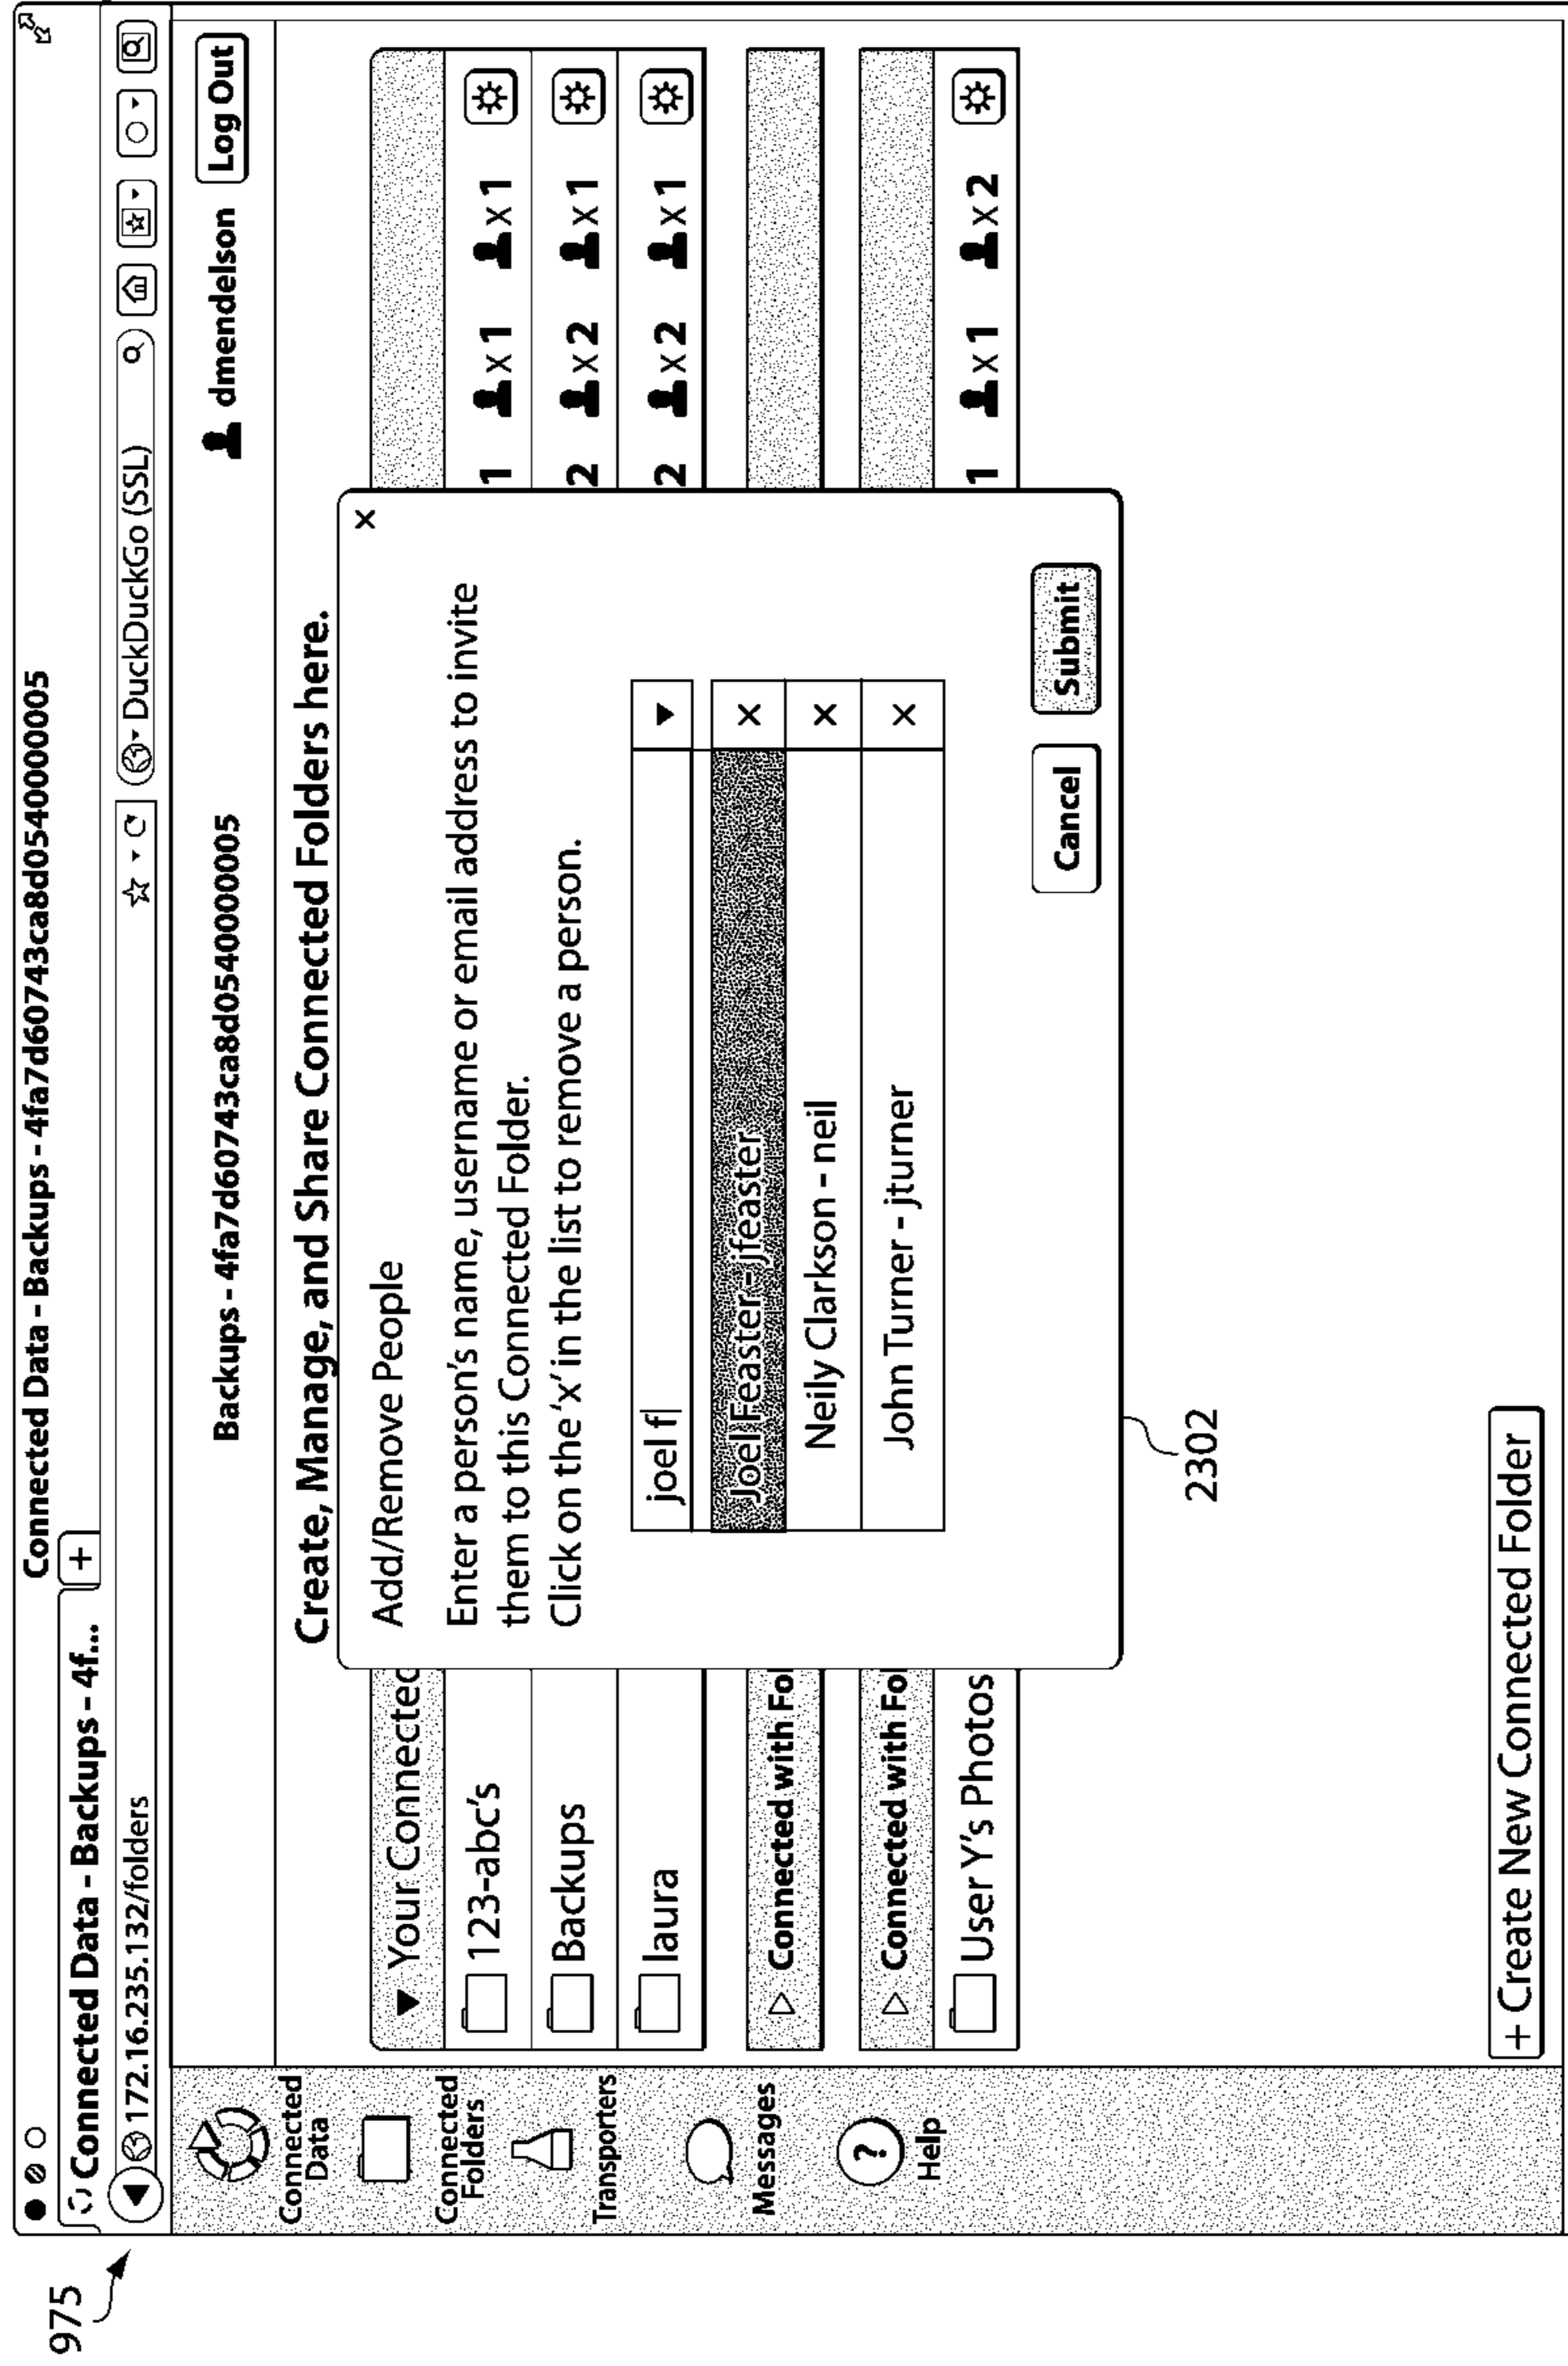 975
Connected Data - Backups - 4fa7d60743ca8d0540000005
Connected Data - Backups - 4f...
+
172.16.235.132/folders
DuckDuckGo (SSL)
Backups - 4fa7d60743ca8d0540000005
dmendelson
Log Out
Connected
Data
Connected
Folders
Transporters
Messages
?
Help
Create, Manage, and Share Connected Folders here.
Your Connected
123-abc's 1 x1 x1
Backups 2 x2 x1
laura 2 x2 x1
Connected with Fol
Connected with Fol
User Y's Photos 1 x1 x2
x
Add/Remove People
Enter a person's name, username or email address to invite
them to this Connected Folder.
Click on the 'x' in the list to remove a person.
joel f
Joel Feaster - jfeaster x
Neily Clarkson - neil x
John Turner - jturner x
Cancel
Submit
2302
+ Create New Connected Folder